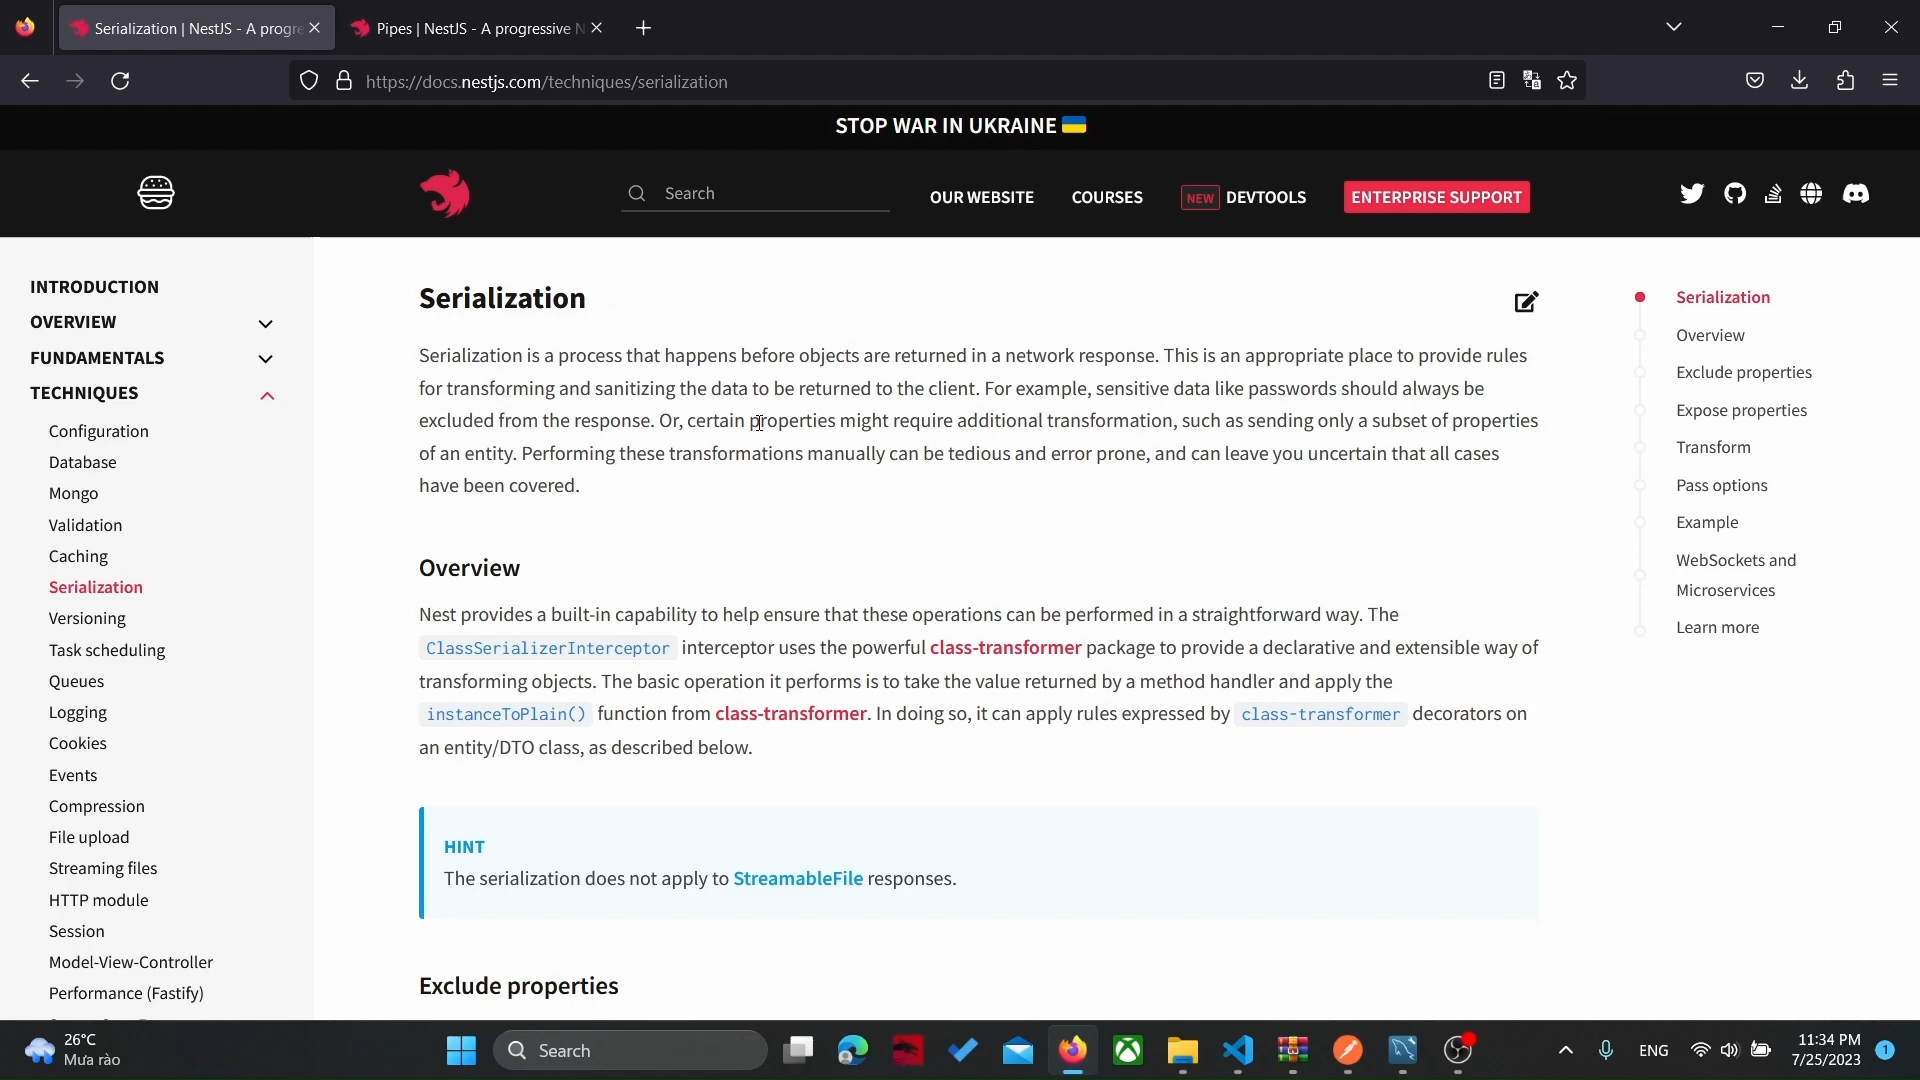 Serialization | NestJS - A progre
Pipes | NestJS - A progressive N
https://docs.nestjs.com/techniques/serialization
STOP WAR IN UKRAINE
Search
OUR WEBSITE
COURSES
NEW DEVTOOLS
ENTERPRISE SUPPORT
INTRODUCTION
OVERVIEW
FUNDAMENTALS
TECHNIQUES
Configuration
Database
Mongo
Validation
Caching
Serialization
Versioning
Task scheduling
Queues
Logging
Cookies
Events
Compression
File upload
Streaming files
HTTP module
Session
Model-View-Controller
Performance (Fastify)
Serialization
Serialization is a process that happens before objects are returned in a network response. This is an appropriate place to provide rules
for transforming and sanitizing the data to be returned to the client. For example, sensitive data like passwords should always be
excluded from the response. Or, certain properties might require additional transformation, such as sending only a subset of properties
of an entity. Performing these transformations manually can be tedious and error prone, and can leave you uncertain that all cases
have been covered.
Overview
Nest provides a built-in capability to help ensure that these operations can be performed in a straightforward way. The
ClassSerializerInterceptor interceptor uses the powerful class-transformer package to provide a declarative and extensible way of
transforming objects. The basic operation it performs is to take the value returned by a method handler and apply the
instanceToPlain() function from class-transformer. In doing so, it can apply rules expressed by class-transformer decorators on
an entity/DTO class, as described below.
HINT
The serialization does not apply to StreamableFile responses.
Exclude properties
Serialization
Overview
Exclude properties
Expose properties
Transform
Pass options
Example
WebSockets and
Microservices
Learn more
26°C
Mưa rào
Search
ENG
11:34 PM
7/25/2023
1